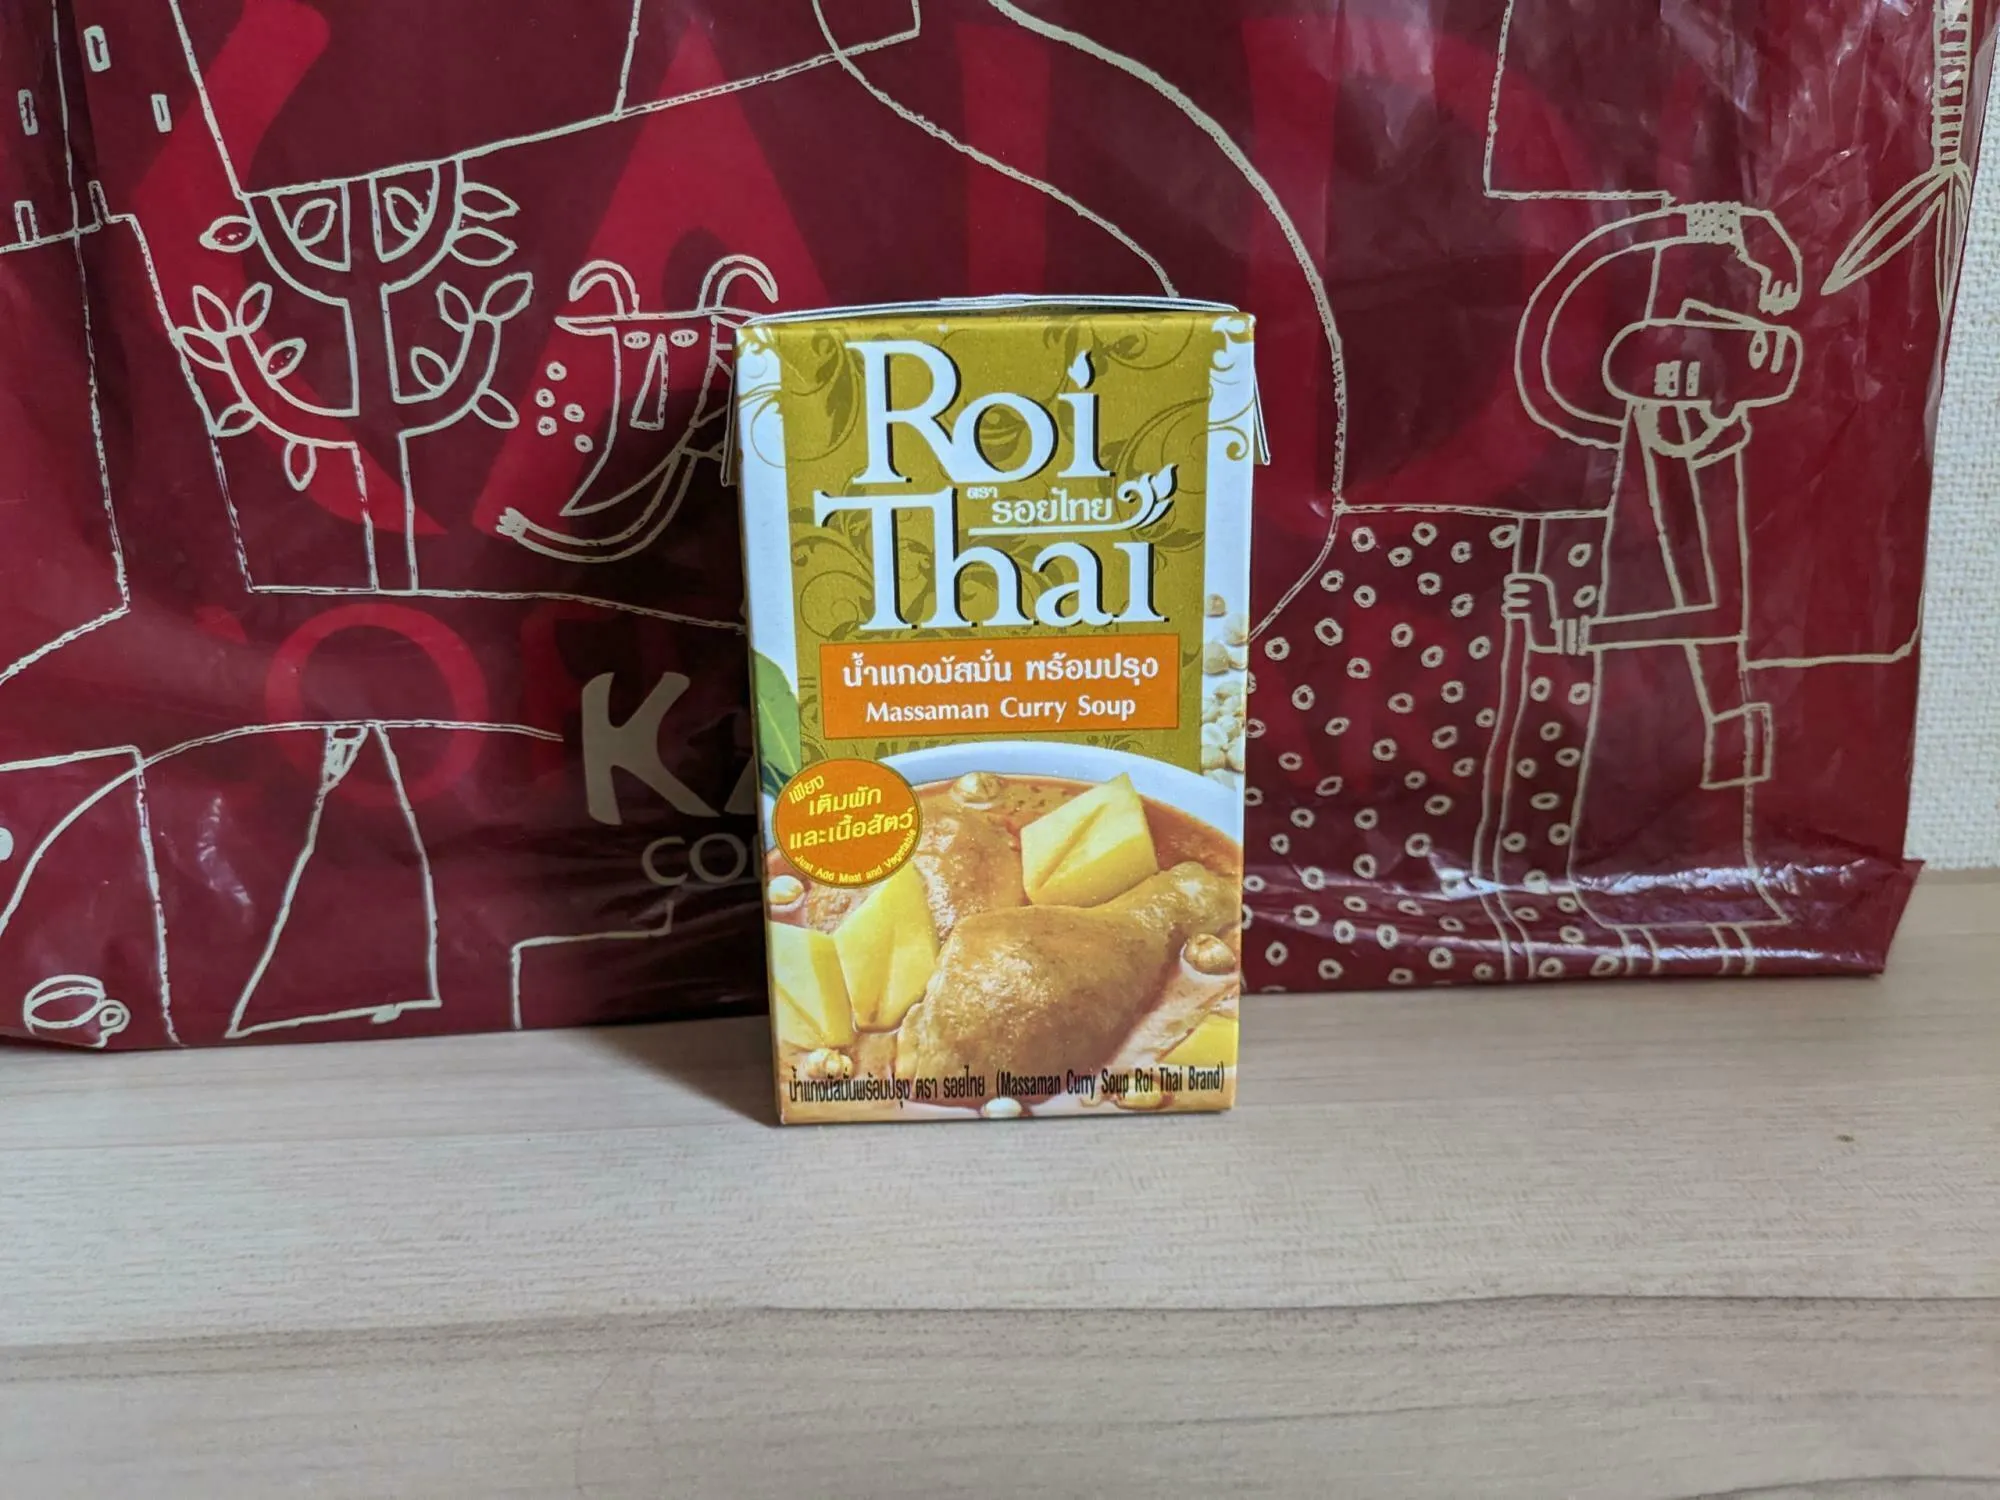 Roi
ตรา
รอยไทย
Thai
น้ำแกงมัสมั่น พร้อมปรุง
Massaman Curry Soup
เพียง
เติมผัก
และเนื้อสัตว์
Just Add Meat and Vegetable
น้ำแกงมัสมั่นพร้อมปรุง ตรา รอยไทย (Massaman Curry Soup Roi Thai Brand)
KALDI